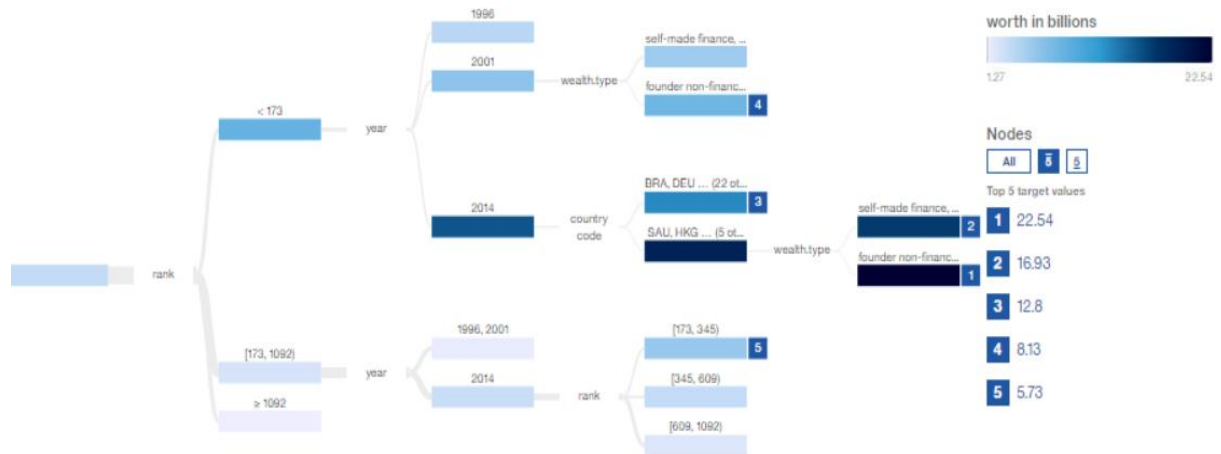 1996
self-made finance, ...
2001
wealth.type
founder non-financ...
4
< 173
year
BRA, DEU ... (22 ot...
3
2014
country
code
self-made finance, ...
2
SAU, HKG ... (5 ot...
wealth.type
founder non-financ...
1
rank
1996, 2001
[173, 345)
5
[173, 1092)
year
2014
rank
[345, 609)
≥ 1092
[609, 1092)
worth in billions
1.27 22.54
Nodes
All 5 5
Top 5 target values
1 22.54
2 16.93
3 12.8
4 8.13
5 5.73